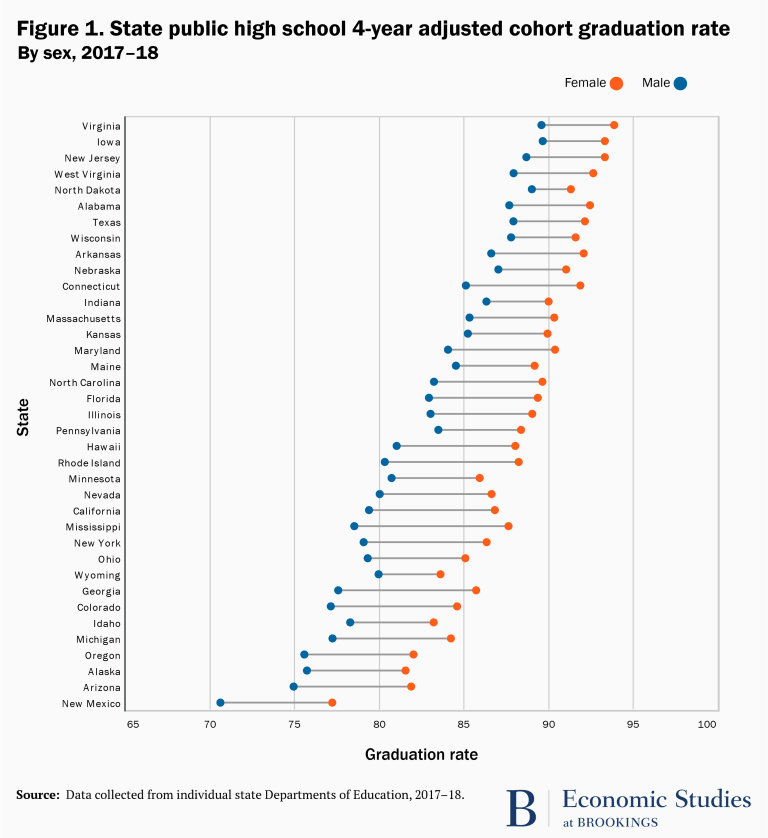 Figure 1. State public high school 4-year adjusted cohort graduation rate
By sex, 2017–18
Female Male
Virginia
Iowa
New Jersey
West Virginia
North Dakota
Alabama
Texas
Wisconsin
Arkansas
Nebraska
Connecticut
Indiana
Massachusetts
Kansas
Maryland
Maine
North Carolina
Florida
Illinois
Pennsylvania
Hawaii
Rhode Island
Minnesota
Nevada
California
Mississippi
New York
Ohio
Wyoming
Georgia
Colorado
Idaho
Michigan
Oregon
Alaska
Arizona
New Mexico
State
65 70 75 80 85 90 95 100
Graduation rate
Source: Data collected from individual state Departments of Education, 2017–18.
B
Economic Studies
at BROOKINGS